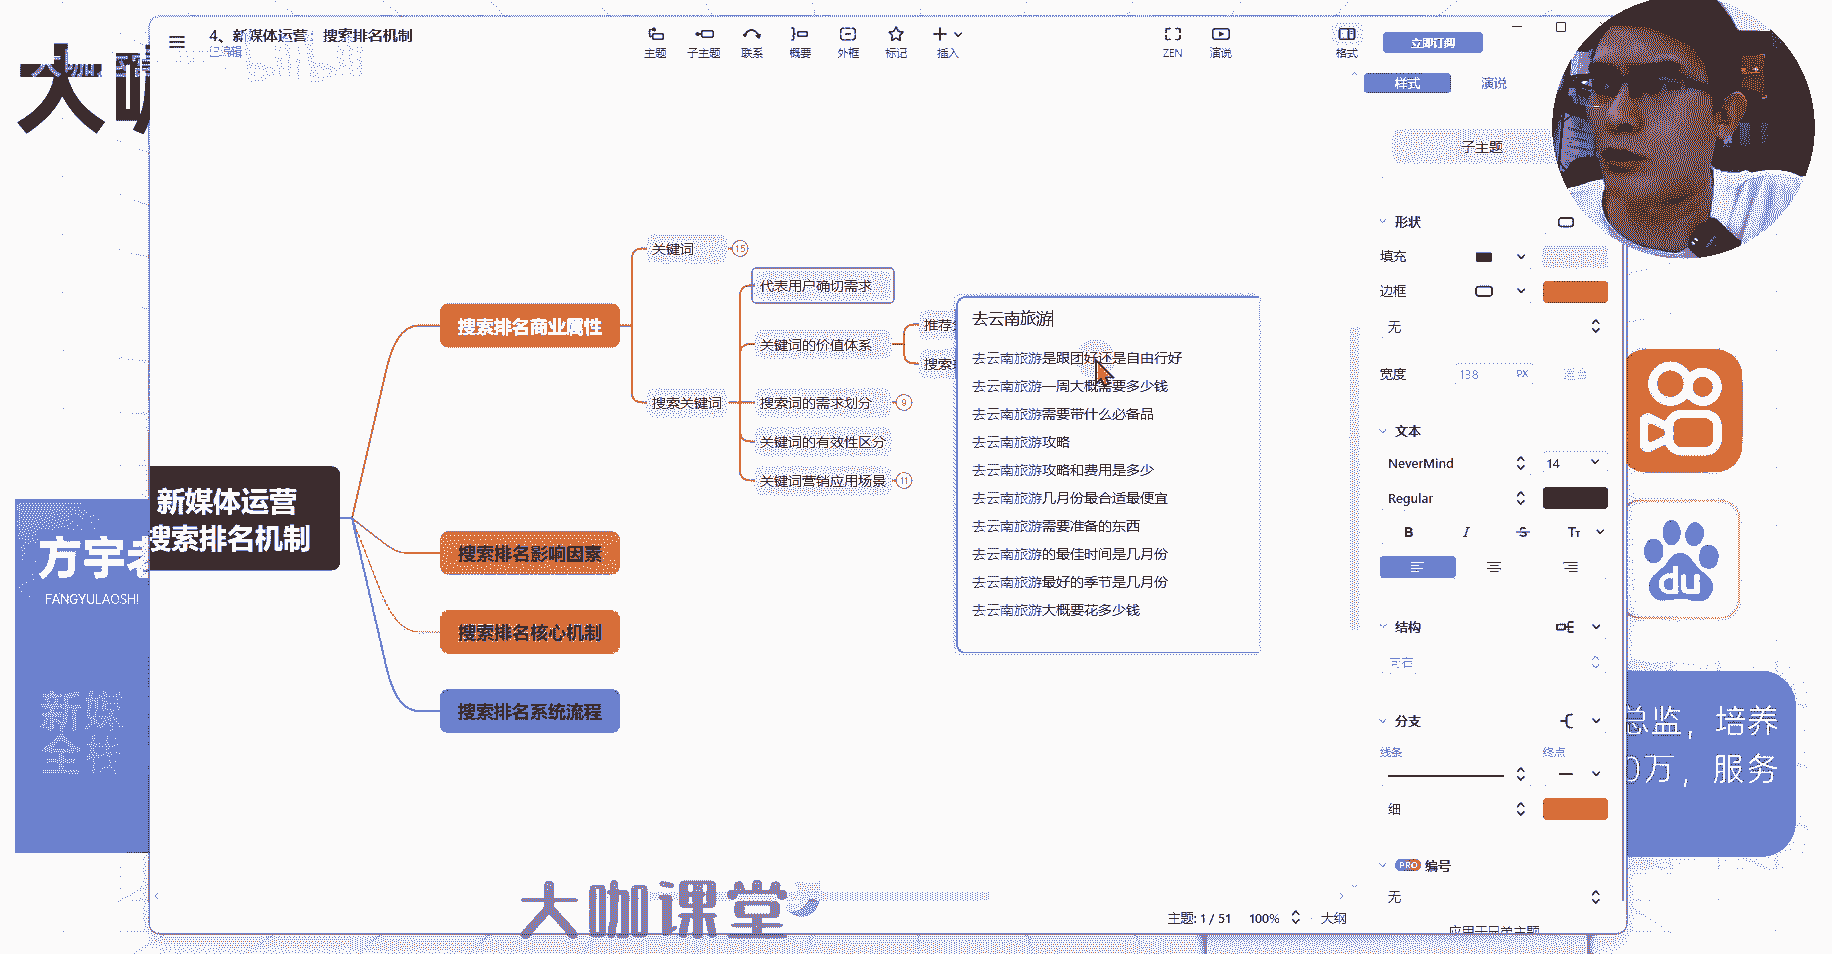 4、新媒体运营：搜索排名机制
已编辑
主题
子主题
联系
概要
外框
标记
插入
ZEN
演说
格式
立即订阅
样式
演说
子主题
大咖
形状
填充
边框
无
宽度
138
PX
文本
NeverMind
14
Regular
B
I
S
TT
结构
分支
线条
终点
细
PRO
编号
无
关键词
15
代表用户确切需求
搜索排名商业属性
关键词的价值体系
推荐
搜索
搜索关键词
搜索词的需求划分
9
关键词的有效性区分
关键词营销应用场景
11
去云南旅游
去云南旅游是跟团好还是自由行好
去云南旅游一周大概需要多少钱
去云南旅游需要带什么必备品
去云南旅游攻略
去云南旅游攻略和费用是多少
去云南旅游几月份最合适最便宜
去云南旅游需要准备的东西
去云南旅游的最佳时间是几月份
去云南旅游最好的季节是几月份
去云南旅游大概要花多少钱
新媒体运营
搜索排名机制
搜索排名影响因素
搜索排名核心机制
搜索排名系统流程
方宇老
FANGYULAOSHI
新媒
全栈
du
总监，培养
0万，服务
大咖课堂
主题: 1 / 51
100%
大纲